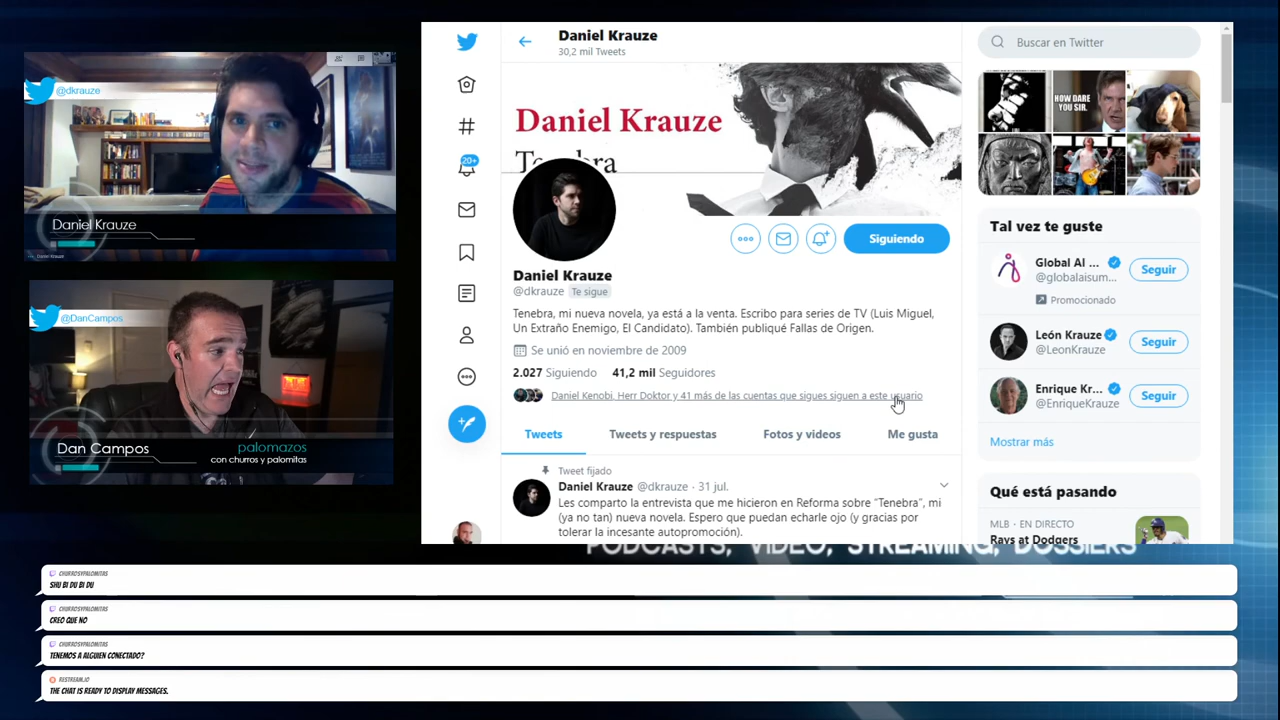 @dkrauze
Daniel Krauze
Daniel Krauze
@DanCampos
Dan Campos
palomazos
con churros y palomitas
Daniel Krauze
30,2 mil Tweets
Daniel Krauze
Tenebra
20+
Siguiendo
Daniel Krauze
@dkrauze Te sigue
Tenebra, mi nueva novela, ya está a la venta. Escribo para series de TV (Luis Miguel,
Un Extraño Enemigo, El Candidato). También publiqué Fallas de Origen.
Se unió en noviembre de 2009
2.027 Siguiendo 41,2 mil Seguidores
Daniel Kenobi, Herr Doktor y 41 más de las cuentas que sigues siguen a este usuario
Tweets Tweets y respuestas Fotos y videos Me gusta
Tweet fijado
Daniel Krauze @dkrauze · 31 jul.
Les comparto la entrevista que me hicieron en Reforma sobre "Tenebra", mi
(ya no tan) nueva novela. Espero que puedan echarle ojo (y gracias por
tolerar la incesante autopromoción).
Buscar en Twitter
HOW DARE
YOU SIR.
Tal vez te guste
Global AI ...
@globalaisum...
Seguir
Promocionado
León Krauze
@LeonKrauze
Seguir
Enrique Kr...
@EnriqueKrauze
Seguir
Mostrar más
Qué está pasando
MLB · EN DIRECTO
Rays at Dodgers
PODCASTS, VIDEO, STREAMING, DOSSIERS
CHURROSYPALOMITAS
SHU BI DU BI DU
CHURROSYPALOMITAS
CREO QUE NO
CHURROSYPALOMITAS
TENEMOS A ALGUIEN CONECTADO?
RESTREAM.IO
THE CHAT IS READY TO DISPLAY MESSAGES.